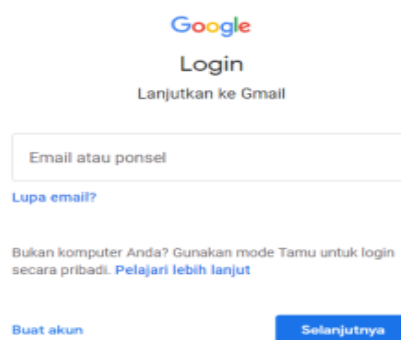 Google
Login
Lanjutkan ke Gmail
Email atau ponsel
Lupa email?
Bukan komputer Anda? Gunakan mode Tamu untuk login
secara pribadi. Pelajari lebih lanjut
Buat akun
Selanjutnya